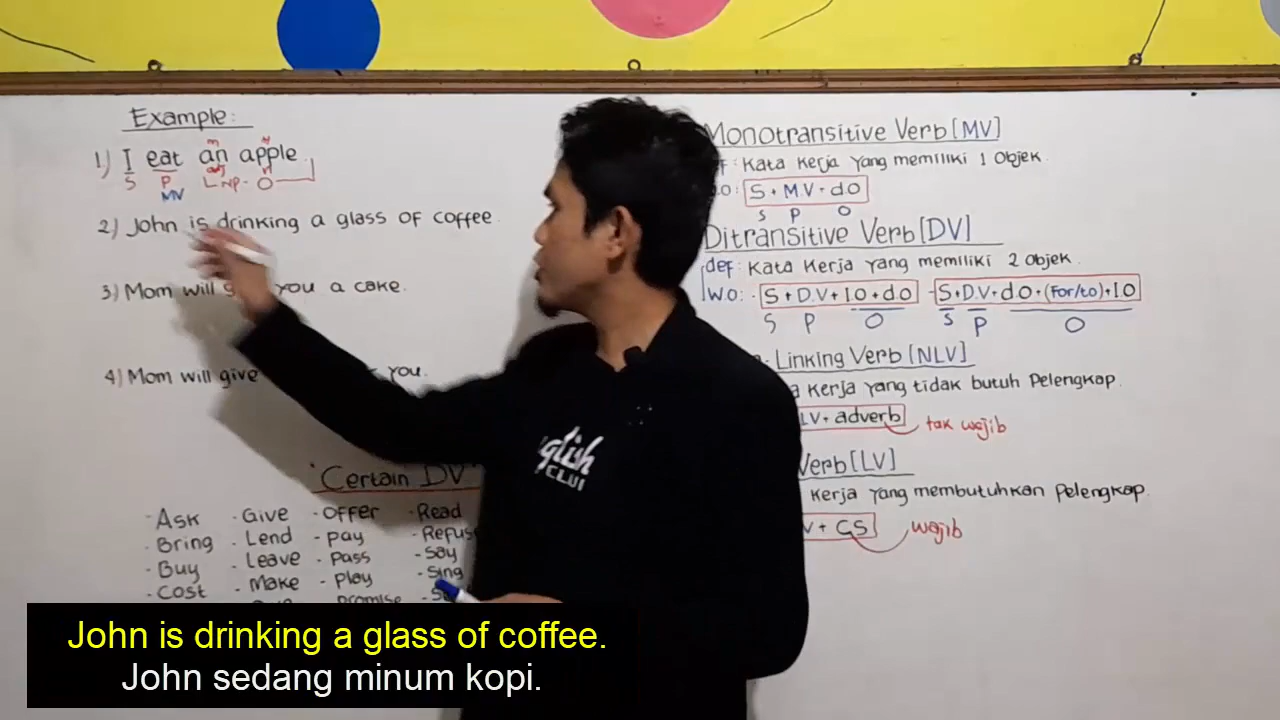 Example:
1) I eat an apple.
S P NP O
MV
2) John is drinking a glass of coffee.
3) Mom will you a cake.
4) Mom will give you.
"Certain DV"
- Ask - Give - Offer - Read
- Bring - Lend - pay
- Buy - Leave - pass - Say
- Cost - Make - play - Sing
promise
Monotransitive Verb [MV]
: Kata Kerja yang memiliki 1 Objek.
S + M.V + d.O
S P O
Ditransitive Verb [DV]
def: Kata Kerja yang memiliki 2 Objek.
W.O: - S + D.V + I.O + d.O - S + D.V + d.O + (For/to) + I.O
S P O S P O
- Linking Verb [NLV]
Kerja yang tidak butuh Pelengkap.
LV + adverb tak wajib
Verb [LV]
Kerja yang membutuhkan Pelengkap.
+ CS wajib
CLUB
John is drinking a glass of coffee.
John sedang minum kopi.